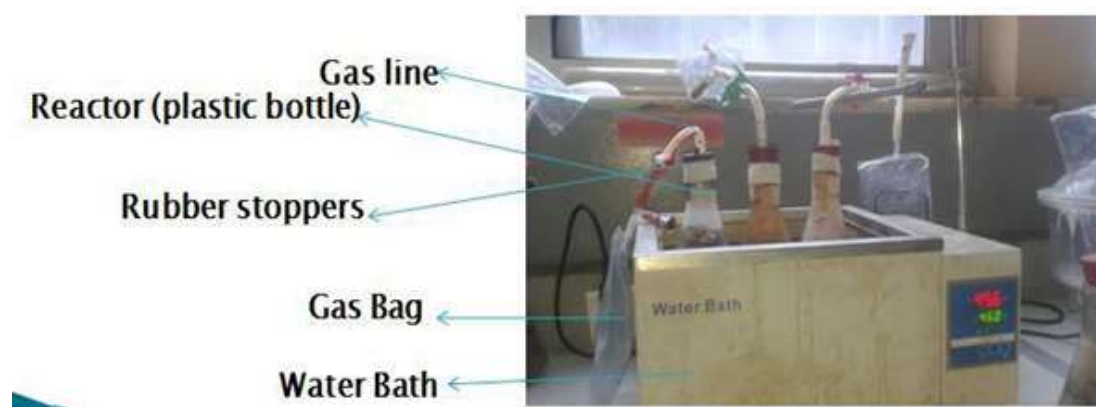 Gas line
Reactor (plastic bottle)
Rubber stoppers
Gas Bag
Water Bath
Water Bath